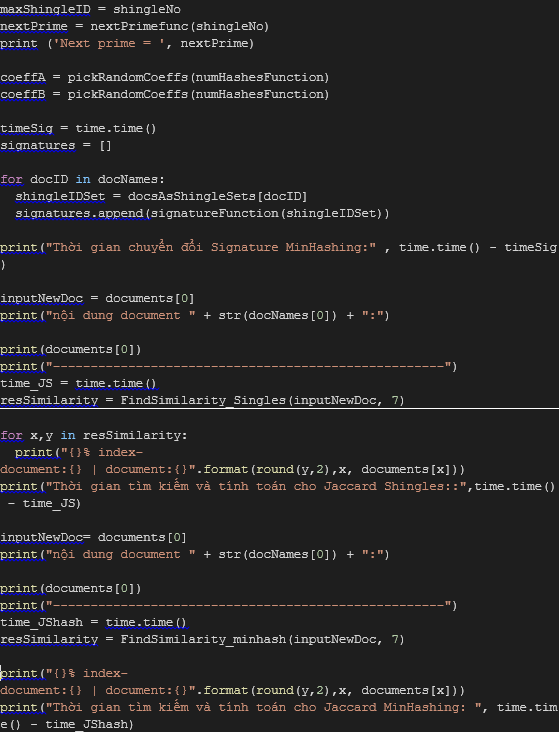 maxShingleID = shingleNo
nextPrime = nextPrimefunc(shingleNo)
print ('Next prime = ', nextPrime)
coeffA = pickRandomCoeffs(numHashesFunction)
coeffB = pickRandomCoeffs(numHashesFunction)
timeSig = time.time()
signatures = []
for docID in docNames:
  shingleIDSet = docsAsShingleSets[docID]
  signatures.append(signatureFunction(shingleIDSet))
print("Thời gian chuyển đổi Signature MinHashing:" , time.time() - timeSig
)
inputNewDoc = documents[0]
print("nội dung document " + str(docNames[0]) + ":")
print(documents[0])
print("----------------------------------------------------")
time_JS = time.time()
resSimilarity = FindSimilarity_Singles(inputNewDoc, 7)
for x,y in resSimilarity:
  print("{}% index-
document:{} | document:{}".format(round(y,2),x, documents[x]))
print("Thời gian tìm kiếm và tính toán cho Jaccard Shingles::",time.time()
 - time_JS)
inputNewDoc= documents[0]
print("nội dung document " + str(docNames[0]) + ":")
print(documents[0])
print("----------------------------------------------------")
time_JShash = time.time()
resSimilarity = FindSimilarity_minhash(inputNewDoc, 7)
print("{}% index-
document:{} | document:{}".format(round(y,2),x, documents[x]))
print("Thời gian tìm kiếm và tính toán cho Jaccard MinHashing: ", time.tim
e() - time_JShash)